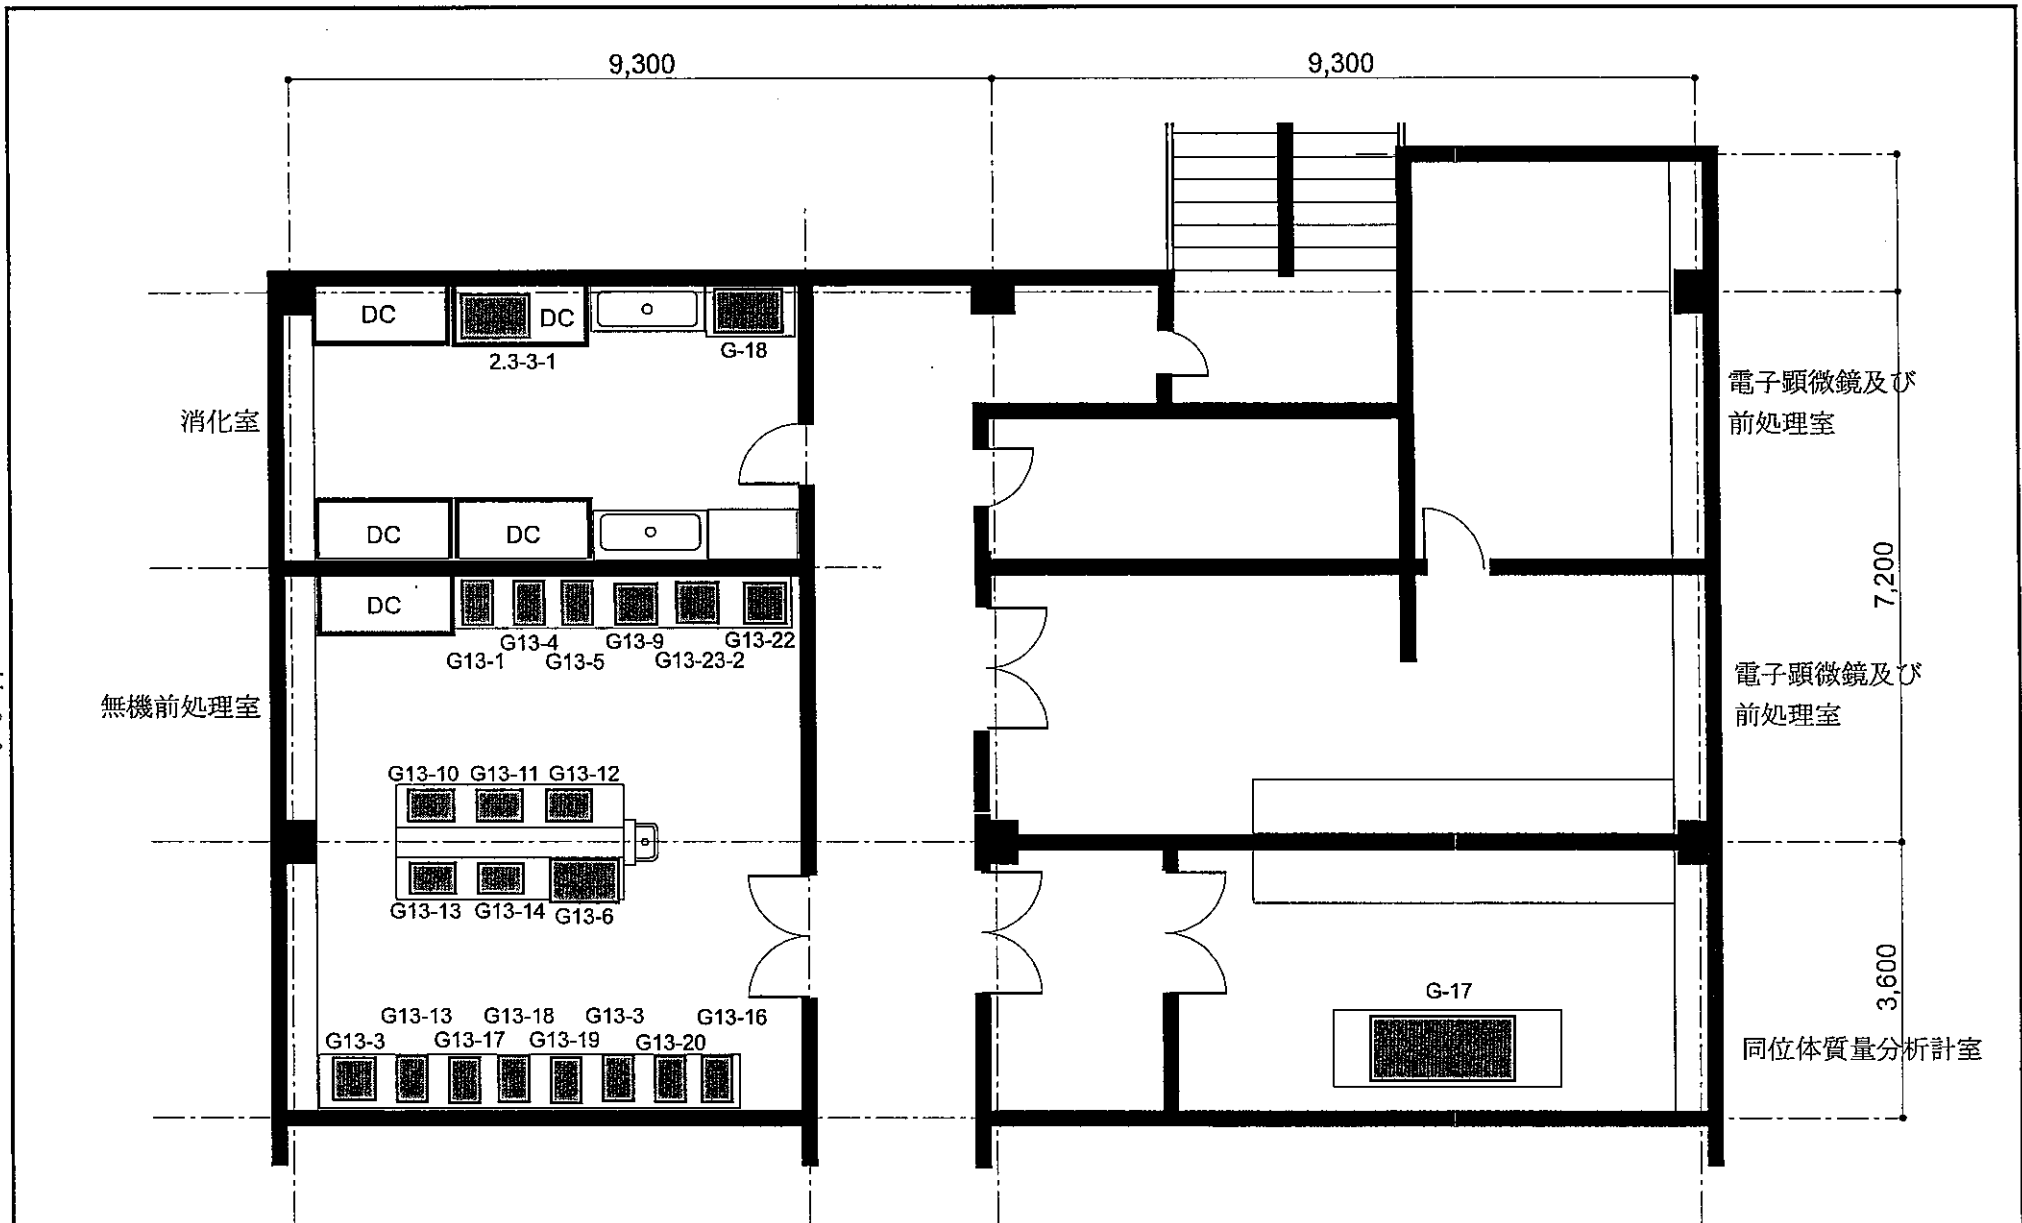 9,300
9,300
DC
DC
2.3-3-1
G-18
消化室
電子顕微鏡及び
前処理室
DC
DC
7,200
DC
G13-1
G13-4
G13-5
G13-9
G13-23-2
G13-22
無機前処理室
電子顕微鏡及び
前処理室
G13-10 G13-11 G13-12
G13-13 G13-14 G13-6
3,600
G-17
G13-13 G13-18 G13-3 G13-16
G13-3 G13-17 G13-19 G13-20
同位体質量分析計室